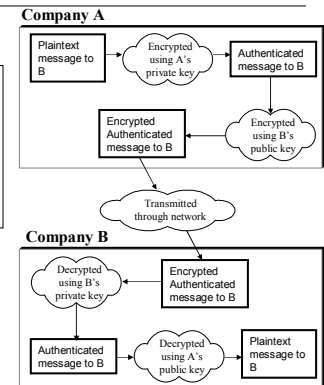 Company A
Plaintext
message to
B
Encrypted
using A's
private key
Authenticated
message to B
Encrypted
Authenticated
message to B
Encrypted
using B's
public key
Transmitted
through network
Company B
Decrypted
using B's
private key
Encrypted
Authenticated
message to B
Authenticated
message to B
Decrypted
using A's
public key
Plaintext
message to
B